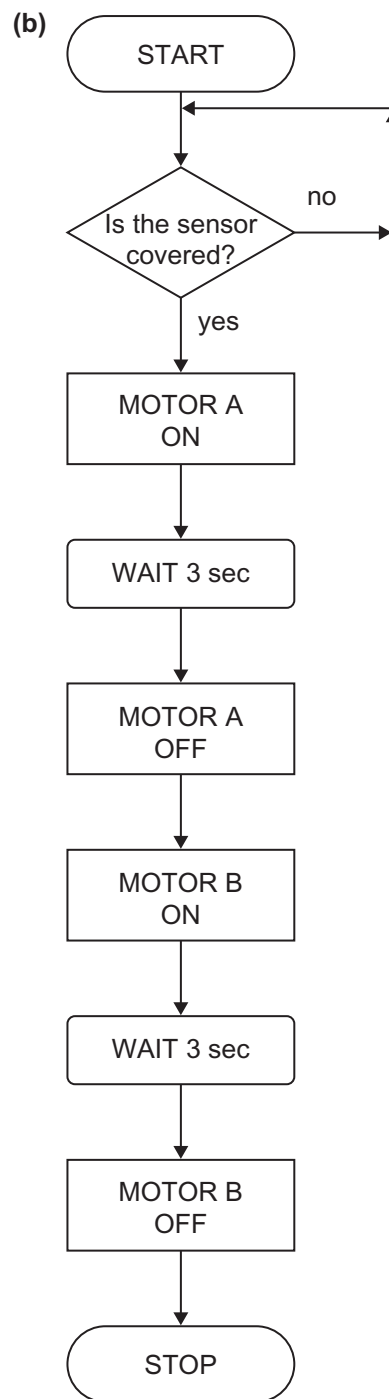 (b)
START
no
Is the sensor
covered?
yes
MOTOR A
ON
WAIT 3 sec
MOTOR A
OFF
MOTOR B
ON
WAIT 3 sec
MOTOR B
OFF
STOP